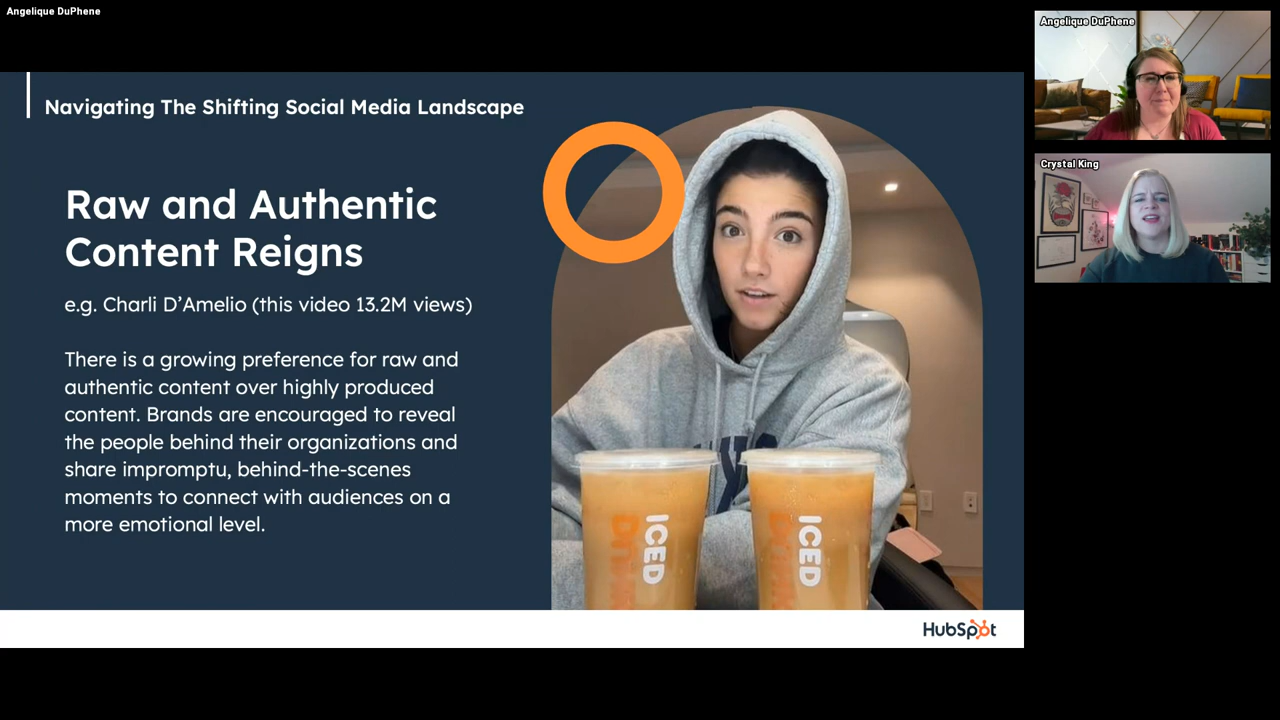 Angelique DuPhene
Navigating The Shifting Social Media Landscape
Raw and Authentic
Content Reigns
e.g. Charli D’Amelio (this video 13.2M views)
There is a growing preference for raw and
authentic content over highly produced
content. Brands are encouraged to reveal
the people behind their organizations and
share impromptu, behind-the-scenes
moments to connect with audiences on a
more emotional level.
ICED
ICED
HubSpot
Angelique DuPhene
Crystal King